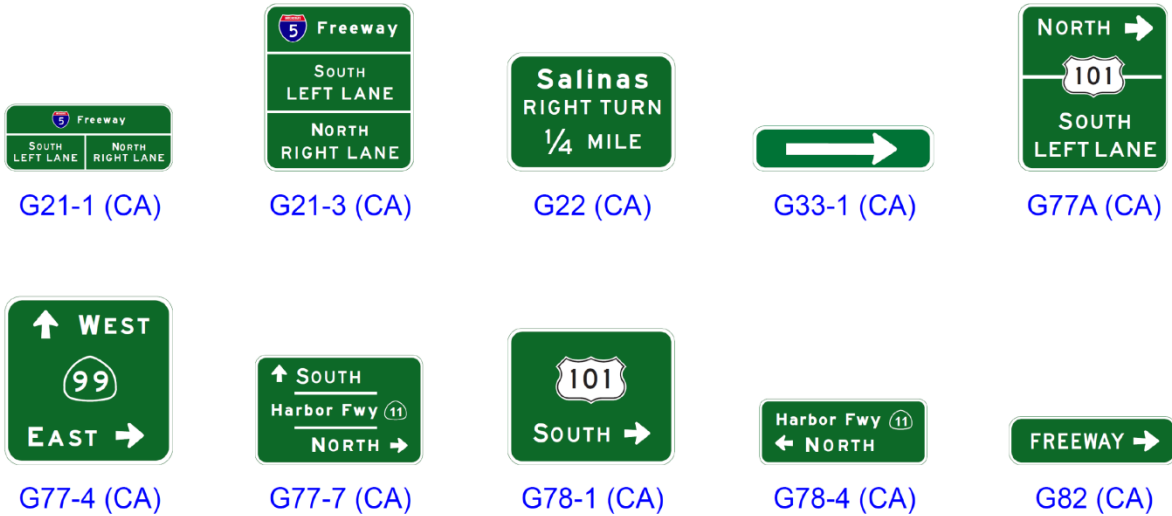 5 Freeway
SOUTH LEFT LANE
NORTH RIGHT LANE
G21-1 (CA)
5 Freeway
SOUTH
LEFT LANE
NORTH
RIGHT LANE
G21-3 (CA)
Salinas
RIGHT TURN
1/4 MILE
G22 (CA)
G33-1 (CA)
NORTH
101
SOUTH
LEFT LANE
G77A (CA)
WEST
99
EAST
G77-4 (CA)
SOUTH
Harbor Fwy 11
NORTH
G77-7 (CA)
101
SOUTH
G78-1 (CA)
Harbor Fwy 11
NORTH
G78-4 (CA)
FREEWAY
G82 (CA)